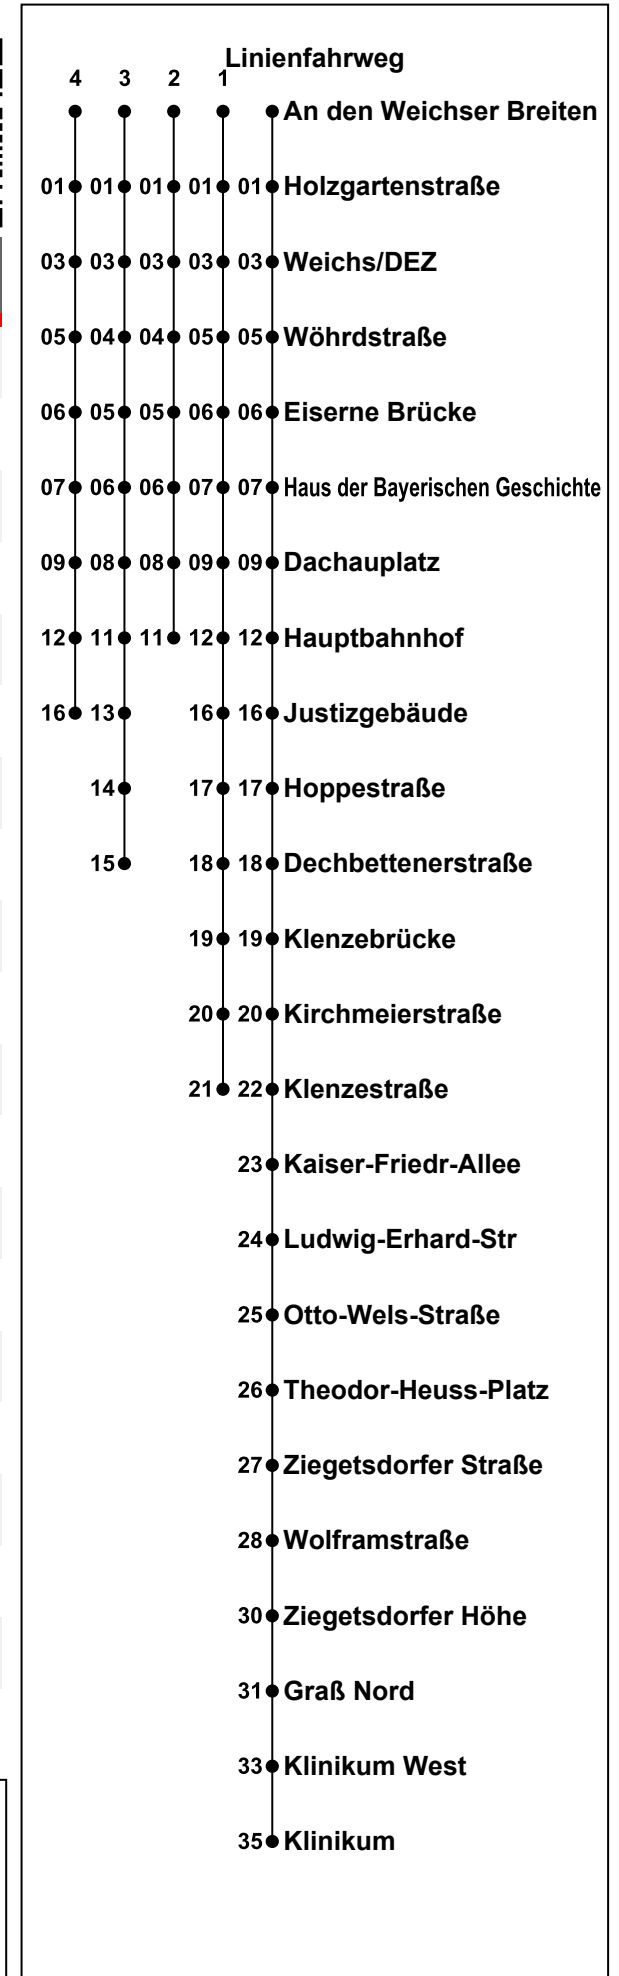 Linienfahrweg
4 3 2 1
An den Weichser Breiten
01 01 01 01 01 Holzgartenstraße
03 03 03 03 03 Weichs/DEZ
05 04 04 05 05 Wöhrdstraße
06 05 05 06 06 Eiserne Brücke
07 06 06 07 07 Haus der Bayerischen Geschichte
09 08 08 09 09 Dachauplatz
12 11 11 12 12 Hauptbahnhof
16 13 16 16 Justizgebäude
14 17 17 Hoppestraße
15 18 18 Dechbettenerstraße
19 19 Klenzebrücke
20 20 Kirchmeierstraße
21 22 Klenzestraße
23 Kaiser-Friedr-Allee
24 Ludwig-Erhard-Str
25 Otto-Wels-Straße
26 Theodor-Heuss-Platz
27 Ziegetsdorfer Straße
28 Wolframstraße
30 Ziegetsdorfer Höhe
31 Graß Nord
33 Klinikum West
35 Klinikum